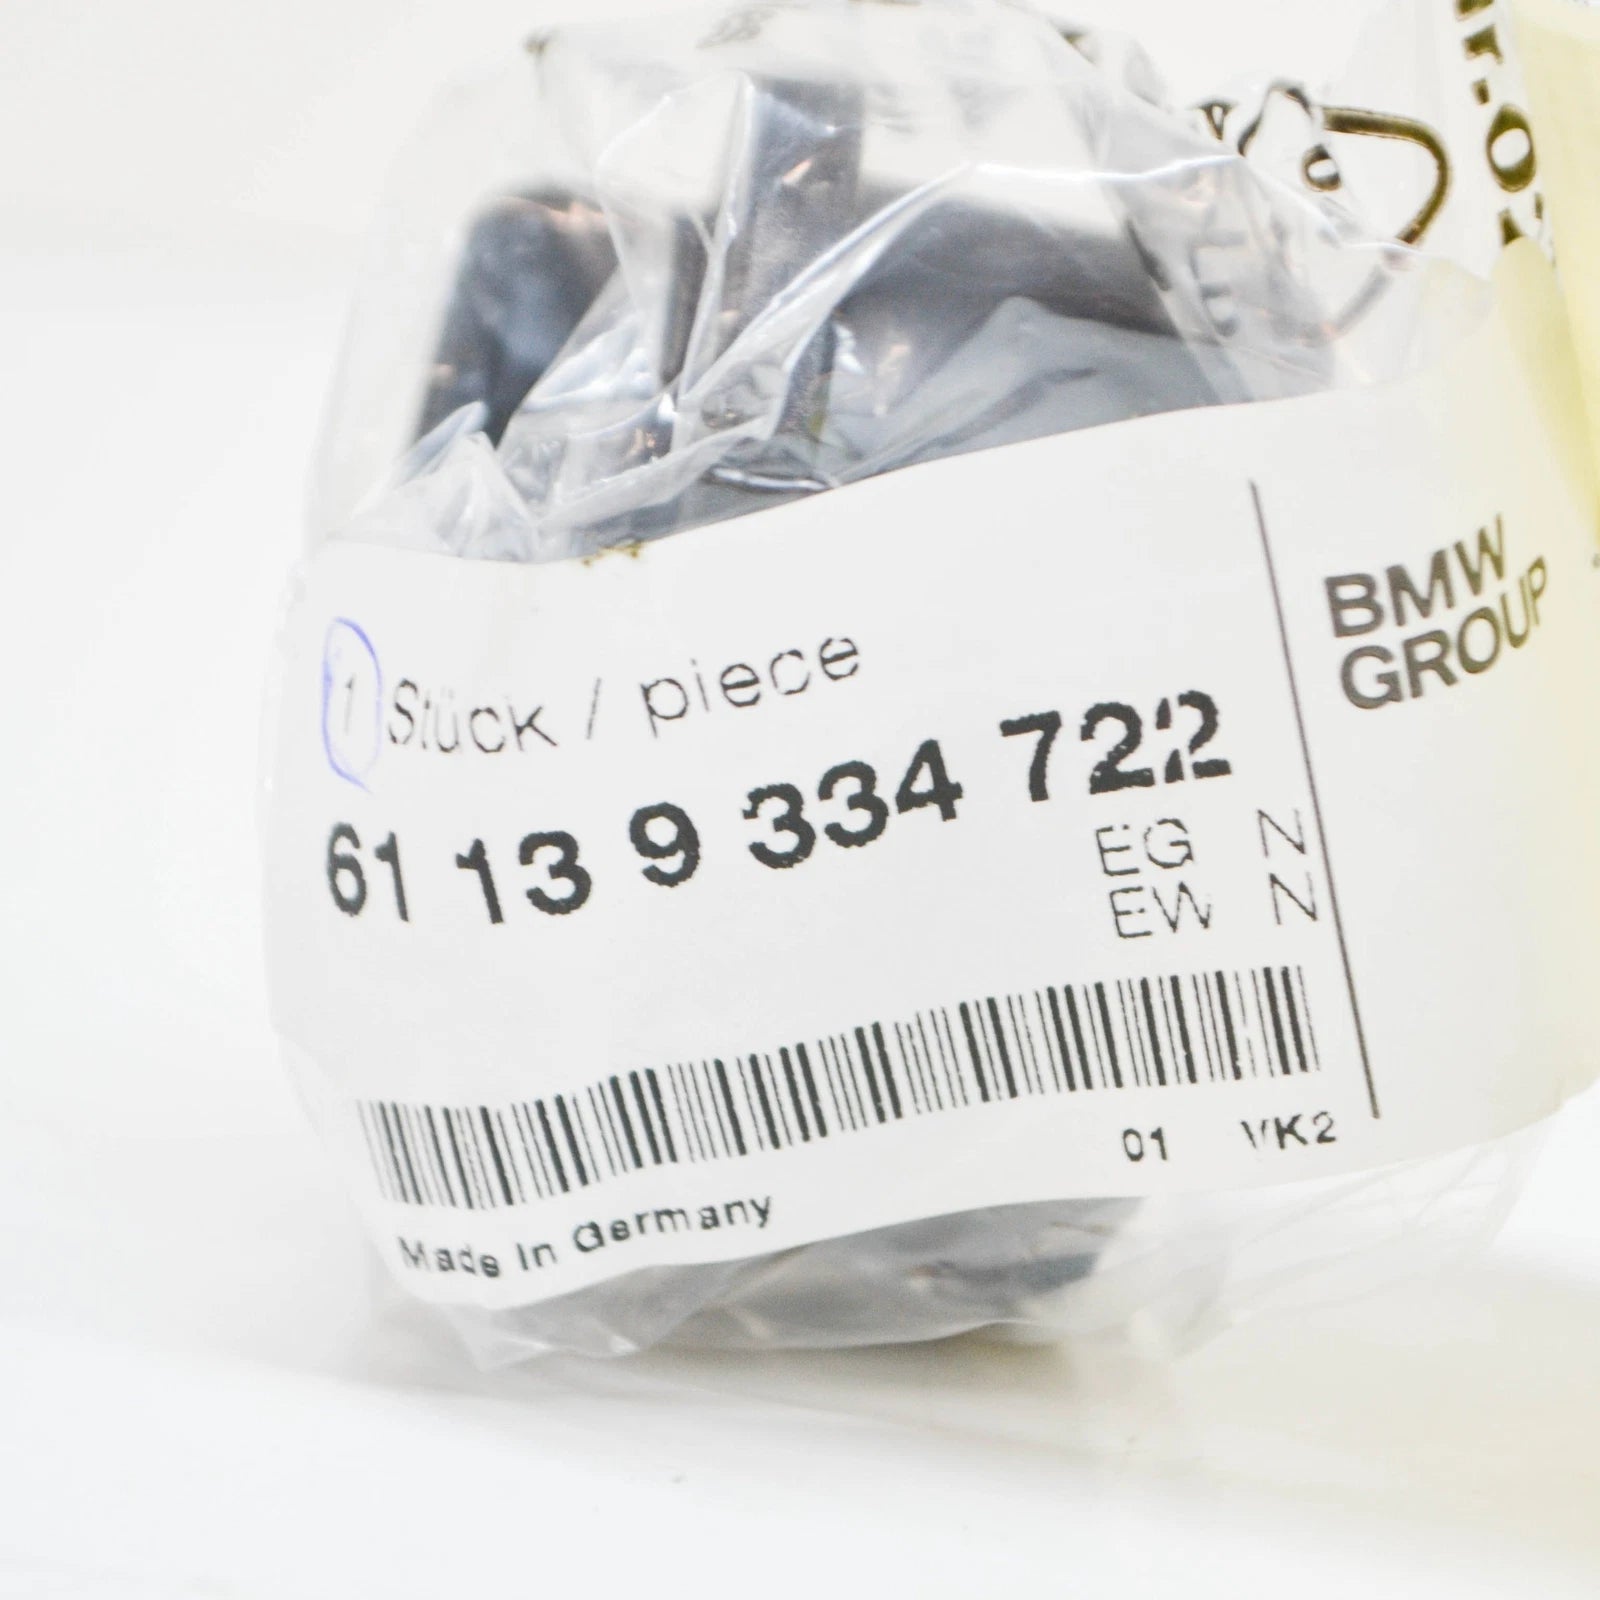 1 Stück / piece
61 13 9 334 722
EG N
EW N
01 VK2
Made in Germany
BMW
GROUP